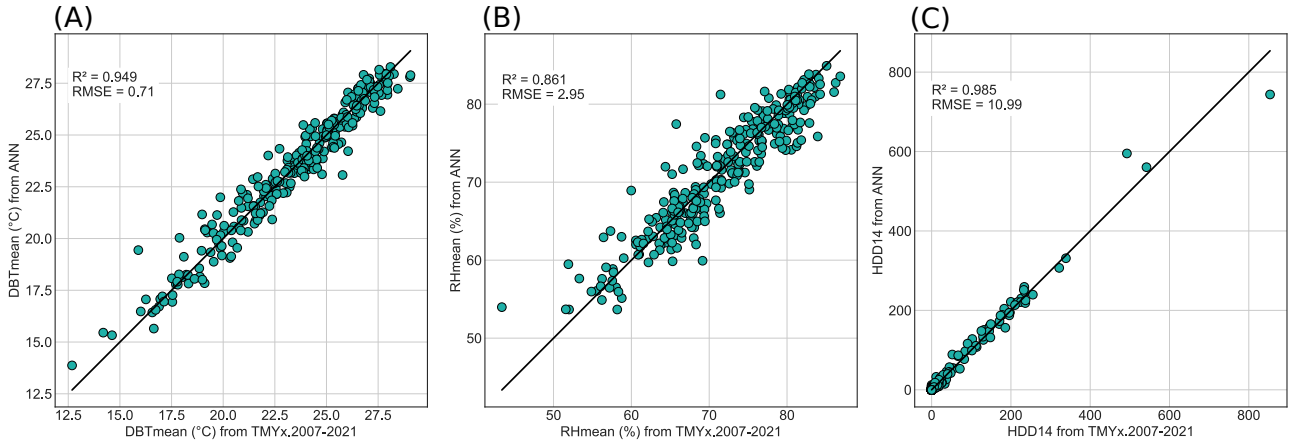 (A)
R² = 0.949
RMSE = 0.71
27.5
25.0
22.5
20.0
17.5
15.0
12.5
DBTmean (°C) from ANN
12.5 15.0 17.5 20.0 22.5 25.0 27.5
DBTmean (°C) from TMYx.2007-2021
(B)
R² = 0.861
RMSE = 2.95
80
70
60
50
RHmean (%) from ANN
50 60 70 80
RHmean (%) from TMYx.2007-2021
(C)
R² = 0.985
RMSE = 10.99
800
600
400
200
0
HDD14 from ANN
0 200 400 600 800
HDD14 from TMYx.2007-2021